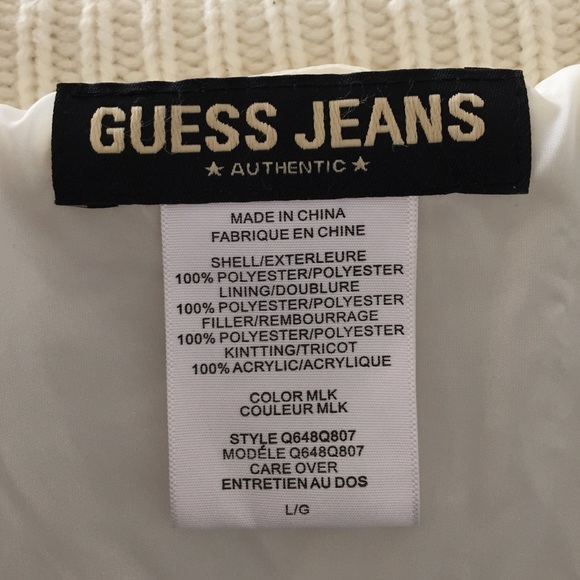 GUESS JEANS
★ AUTHENTIC ★
MADE IN CHINA
FABRIQUE EN CHINE
SHELL/EXTERLEURE
100% POLYESTER/POLYESTER
LINING/DOUBLURE
100% POLYESTER/POLYESTER
FILLER/REMBOURRAGE
100% POLYESTER/POLYESTER
KINTTING/TRICOT
100% ACRYLIC/ACRYLIQUE
COLOR MLK
COULEUR MLK
STYLE Q648Q807
MODÉLE Q648Q807
CARE OVER
ENTRETIEN AU DOS
L/G